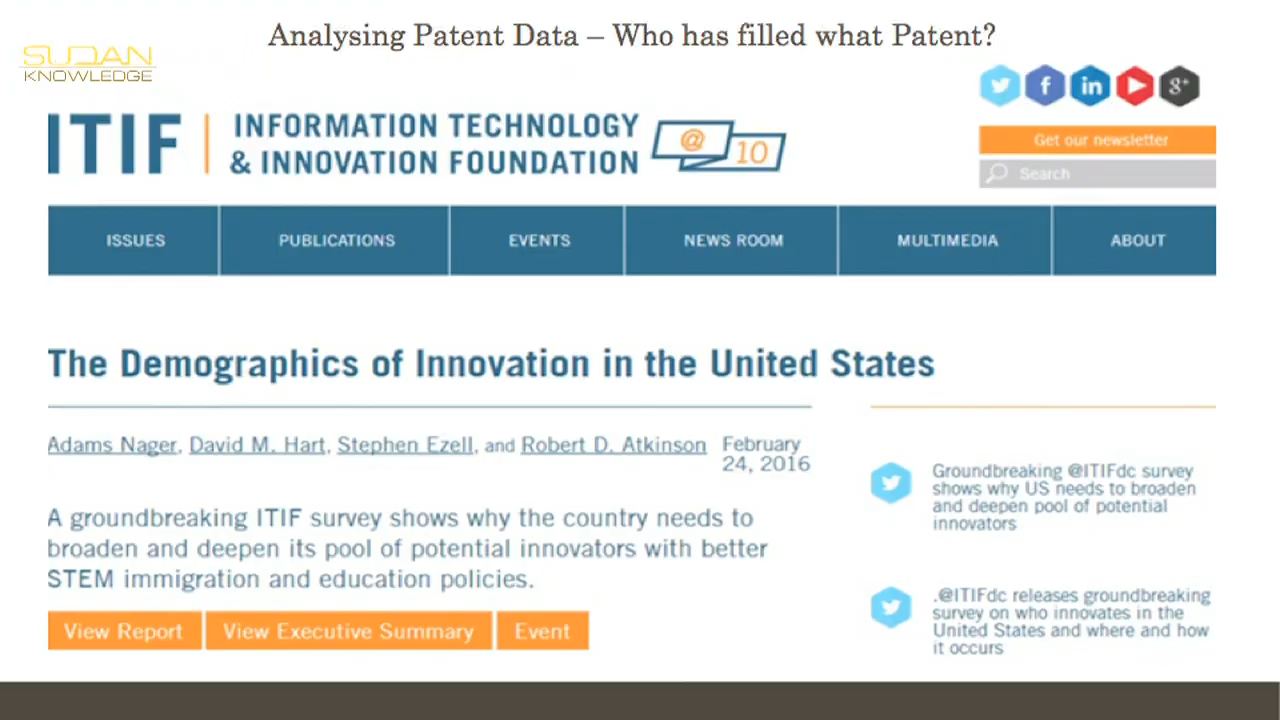 Analysing Patent Data – Who has filled what Patent?
SUDAN
KNOWLEDGE
f in g+
ITIF INFORMATION TECHNOLOGY
& INNOVATION FOUNDATION @ 10
Get our newsletter
Search
ISSUES PUBLICATIONS EVENTS NEWS ROOM MULTIMEDIA ABOUT
The Demographics of Innovation in the United States
Adams Nager, David M. Hart, Stephen Ezell, and Robert D. Atkinson February
24, 2016
A groundbreaking ITIF survey shows why the country needs to
broaden and deepen its pool of potential innovators with better
STEM immigration and education policies.
View Report View Executive Summary Event
Groundbreaking @ITIFdc survey
shows why US needs to broaden
and deepen pool of potential
innovators
.@ITIFdc releases groundbreaking
survey on who innovates in the
United States and where and how
it occurs